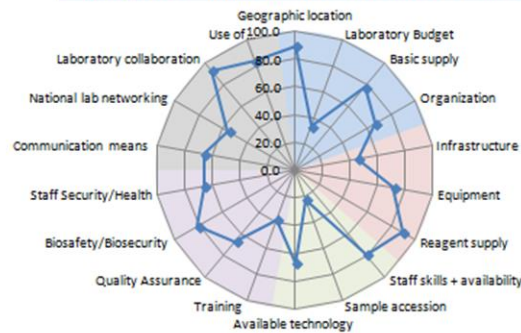 Geographic location
Use of
100.0
Laboratory Budget
Laboratory collaboration
80.0
Basic supply
60.0
National lab networking
Organization
40.0
Communication means
20.0
Infrastructure
0.0
Staff Security/Health
Equipment
Biosafety/Biosecurity
Reagent supply
Quality Assurance
Staff skills + availability
Training
Sample accession
Available technology